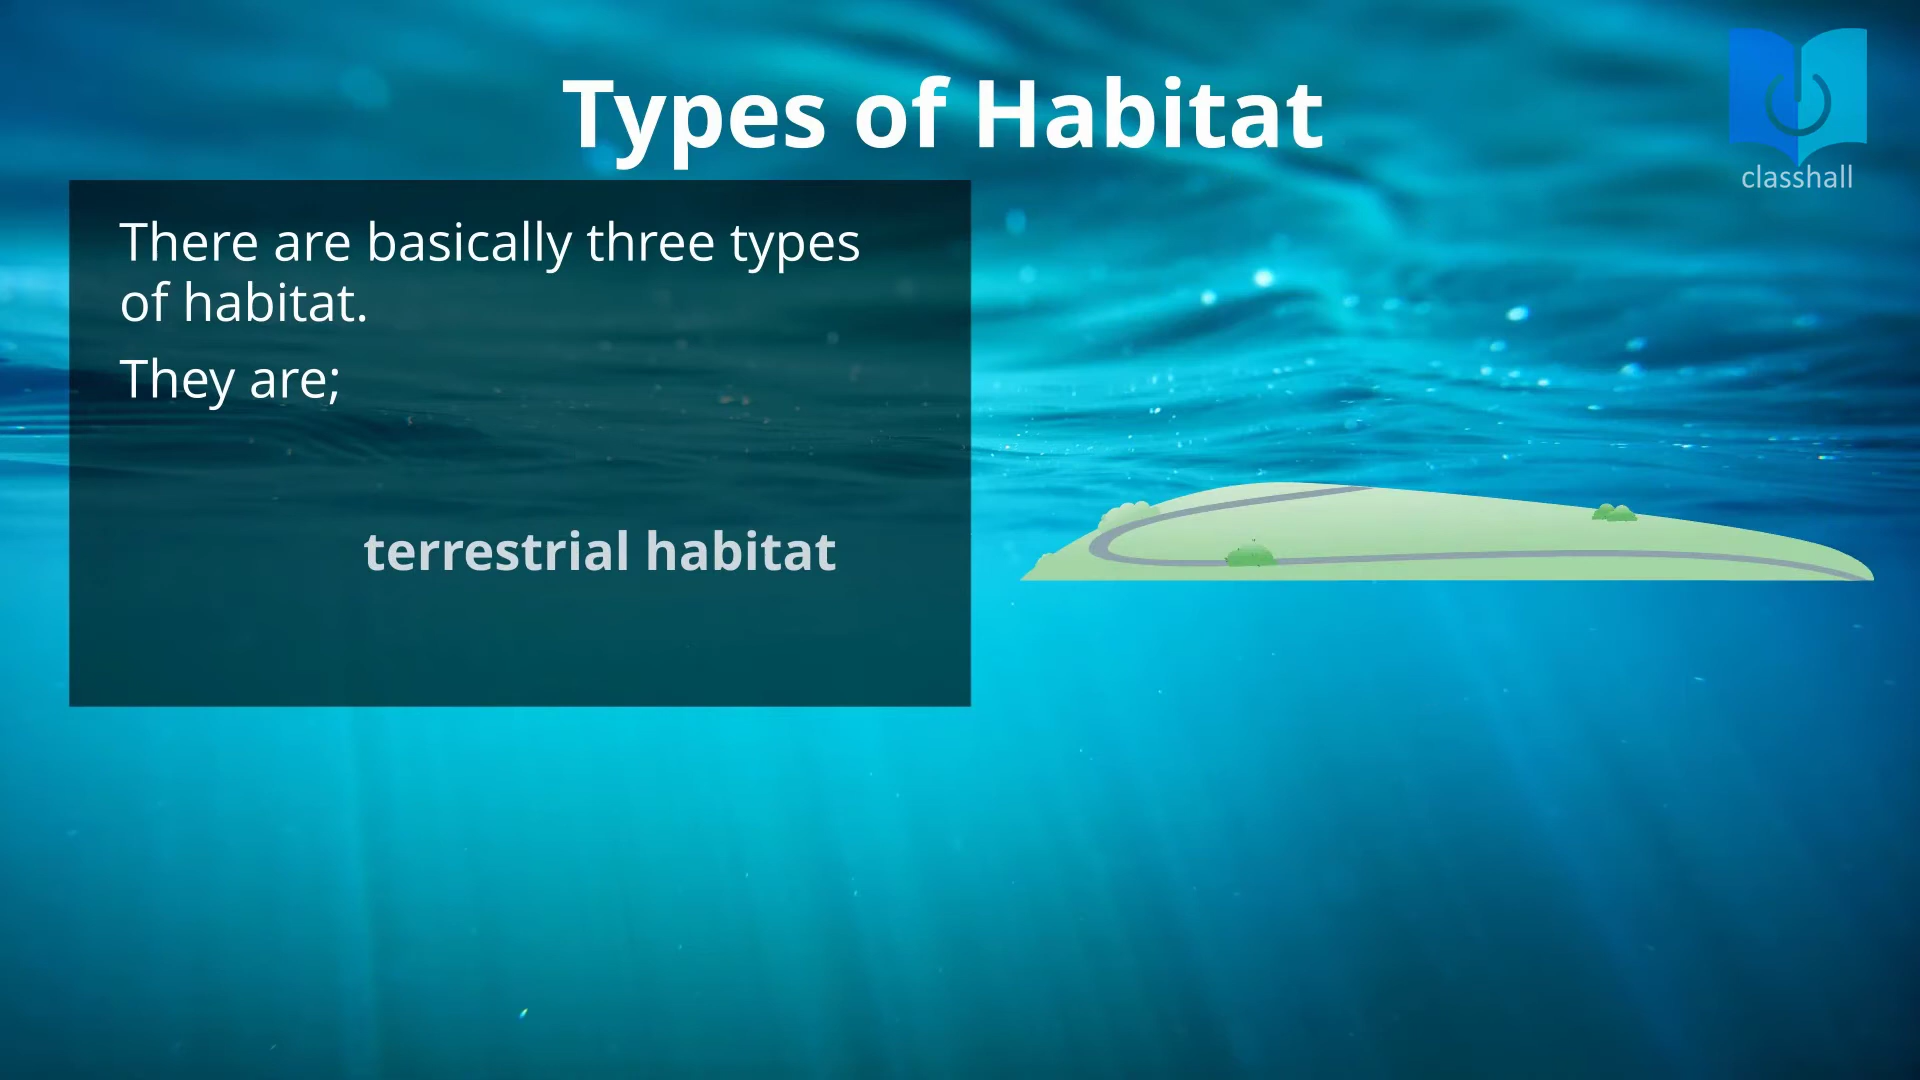 Types of Habitat
classhall
There are basically three types
of habitat.
They are;
terrestrial habitat